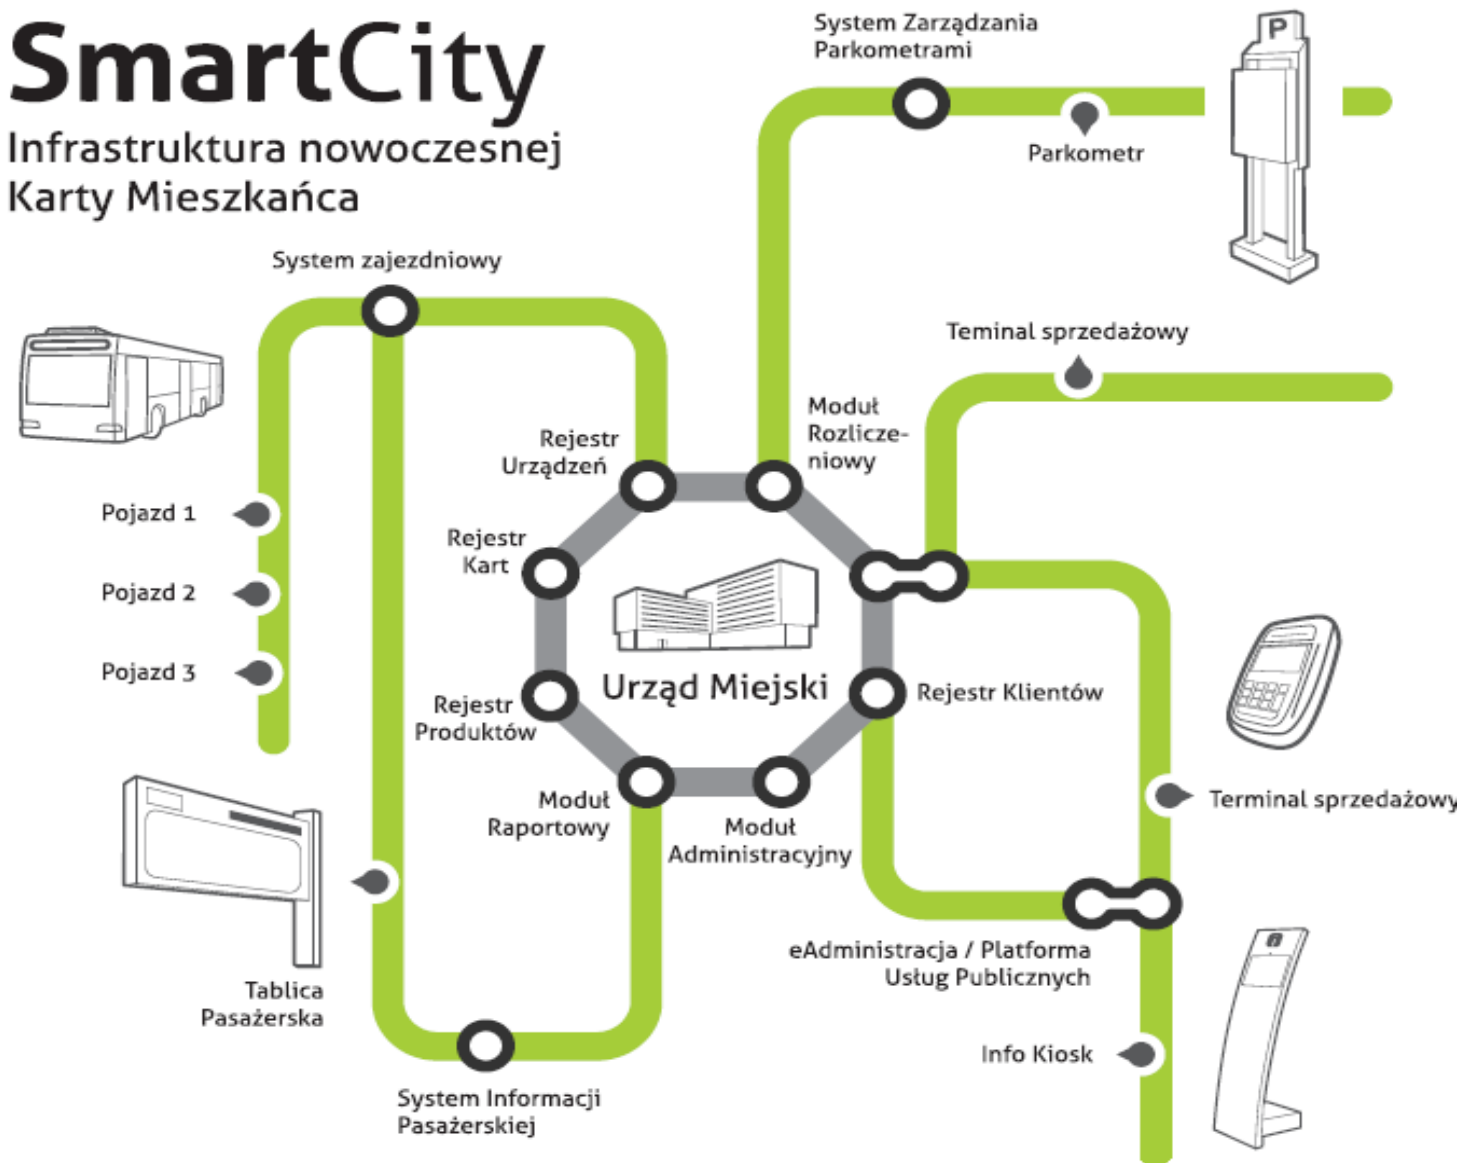 SmartCity
Infrastruktura nowoczesnej
Karty Mieszkańca
System Zarządzania
Parkometrami
P
Parkometr
System zajezdniowy
Teminal sprzedażowy
Moduł
Rozlicze-
niowy
Rejestr
Urządzeń
Pojazd 1
Rejestr
Kart
Pojazd 2
Pojazd 3
Urząd Miejski
Rejestr Klientów
Rejestr
Produktów
Moduł
Raportowy
Moduł
Administracyjny
Terminal sprzedażowy
eAdministracja / Platforma
Usług Publicznych
Tablica
Pasażerska
Info Kiosk
System Informacji
Pasażerskiej